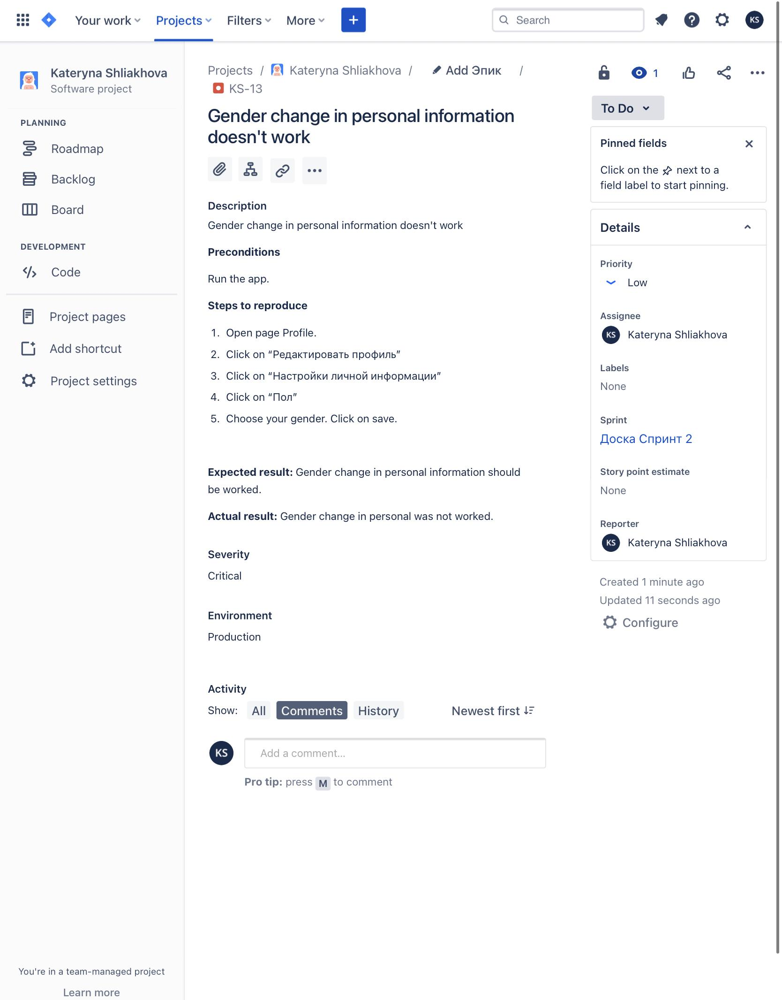 Your work
Projects
Filters
More
Search
KS
Kateryna Shliakhova
Software project
PLANNING
Roadmap
Backlog
Board
DEVELOPMENT
Code
Project pages
Add shortcut
Project settings
You're in a team-managed project
Learn more
Projects / Kateryna Shliakhova / Add Эпик /
KS-13
Gender change in personal information
doesn't work
Description
Gender change in personal information doesn't work
Preconditions
Run the app.
Steps to reproduce
1. Open page Profile.
2. Click on “Редактировать профиль”
3. Click on “Настройки личной информации”
4. Click on “Пол”
5. Choose your gender. Click on save.
Expected result: Gender change in personal information should
be worked.
Actual result: Gender change in personal was not worked.
Severity
Critical
Environment
Production
Activity
Show: All Comments History Newest first
KS
Add a comment...
Pro tip: press M to comment
1
To Do
Pinned fields
Click on the next to a
field label to start pinning.
Details
Priority
Low
Assignee
KS Kateryna Shliakhova
Labels
None
Sprint
Доска Спринт 2
Story point estimate
None
Reporter
KS Kateryna Shliakhova
Created 1 minute ago
Updated 11 seconds ago
Configure